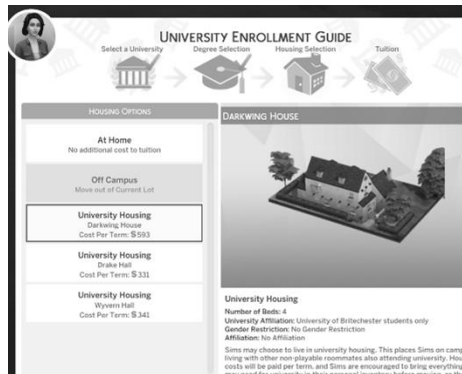 UNIVERSITY ENROLLMENT GUIDE
Select a University
Degree Selection
Housing Selection
Tuition
HOUSING OPTIONS
At Home
No additional cost to tuition
Off Campus
Move out of Current Lot
University Housing
Darkwing House
Cost Per Term: §593
University Housing
Drake Hall
Cost Per Term: §331
University Housing
Wyvern Hall
Cost Per Term: §341
DARKWING HOUSE
University Housing
Number of Beds: 4
University Affiliation: University of Britechester students only
Gender Restriction: No Gender Restriction
Affiliation: No Affiliation
Sims may choose to live in university housing. This places Sims on camp
living with other non-playable roommates also attending university. Hou
costs will be paid per term, and Sims are encouraged to bring everything